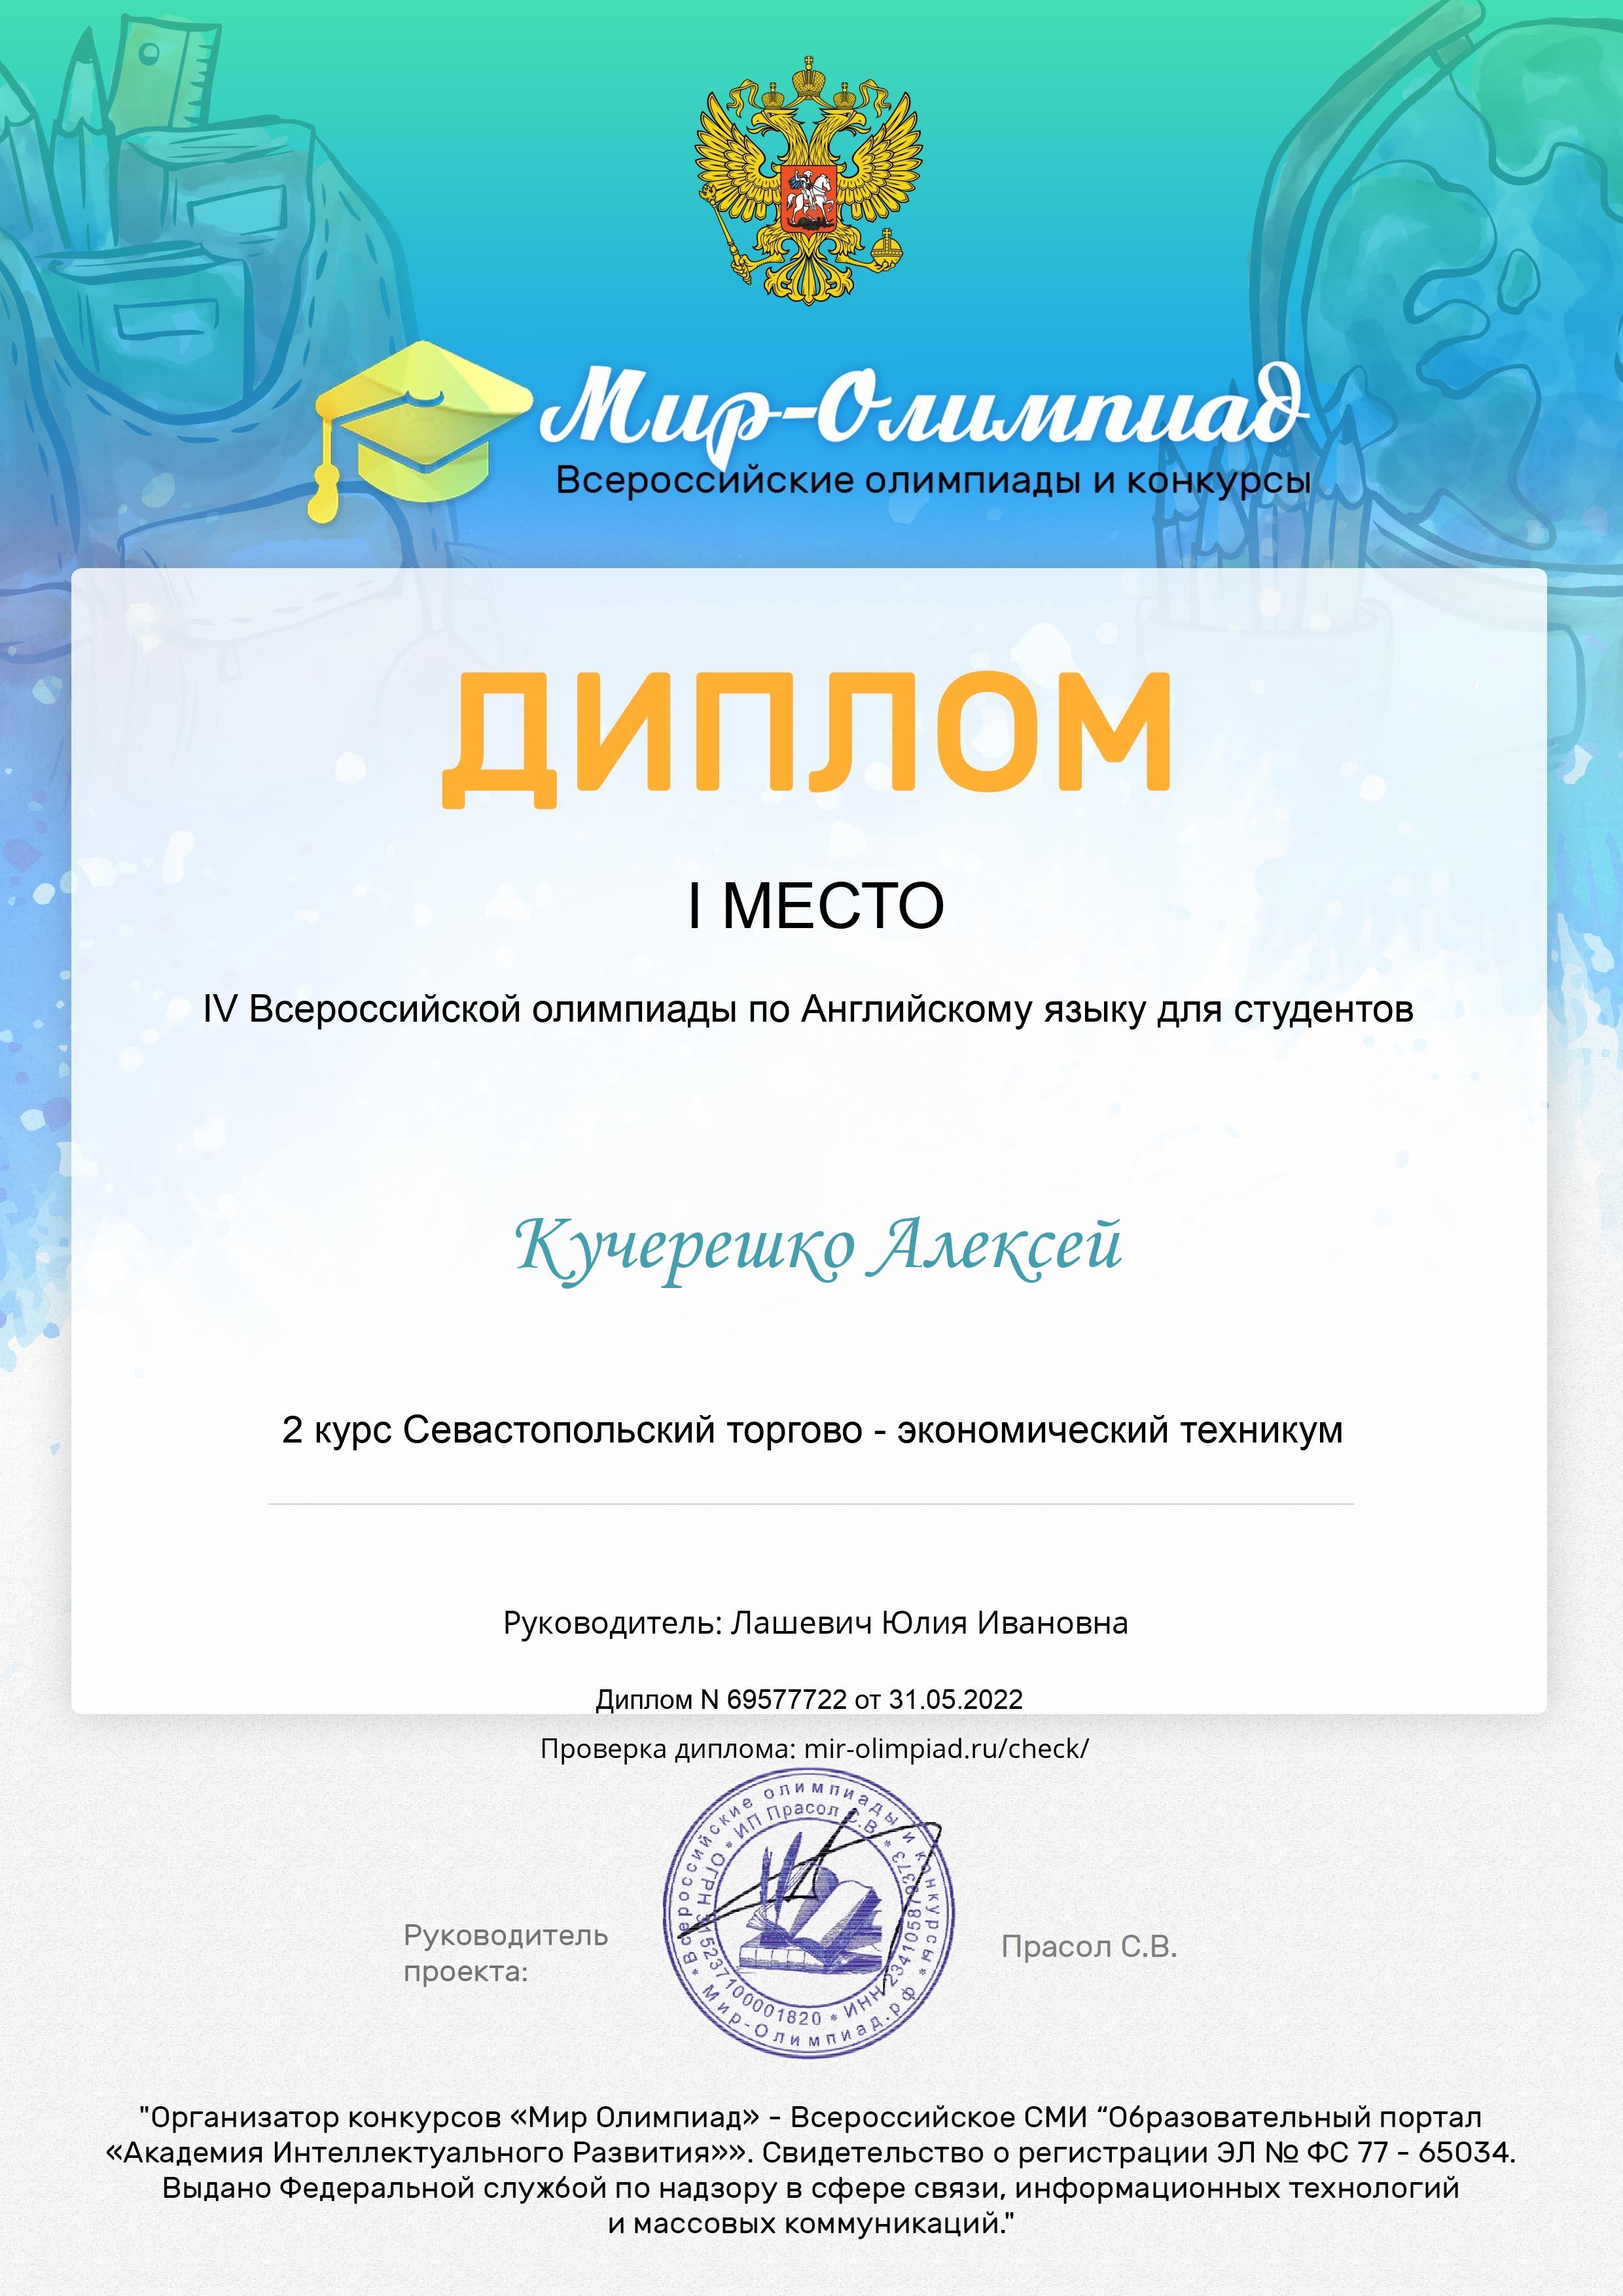 Мир-Олимпиад
Всероссийские олимпиады и конкурсы
ДИПЛОМ
I МЕСТО
IV Всероссийской олимпиады по Английскому языку для студентов
Кучерешко Алексей
2 курс Севастопольский торгово - экономический техникум
Руководитель: Лашевич Юлия Ивановна
Диплом N 69577722 от 31.05.2022
Проверка диплома: mir-olimpiad.ru/check/
* Всероссийские олимпиады и конкурсы *
Мир-Олимпиад.рф
* ИП Прасол С.В. *
ОГРН 315237100001820 * ИНН 234105876373
Руководитель
проекта:
Прасол С.В.
"Организатор конкурсов «Мир Олимпиад» - Всероссийское СМИ “Образовательный портал
«Академия Интеллектуального Развития»». Свидетельство о регистрации ЭЛ № ФС 77 - 65034.
Выдано Федеральной службой по надзору в сфере связи, информационных технологий
и массовых коммуникаций."